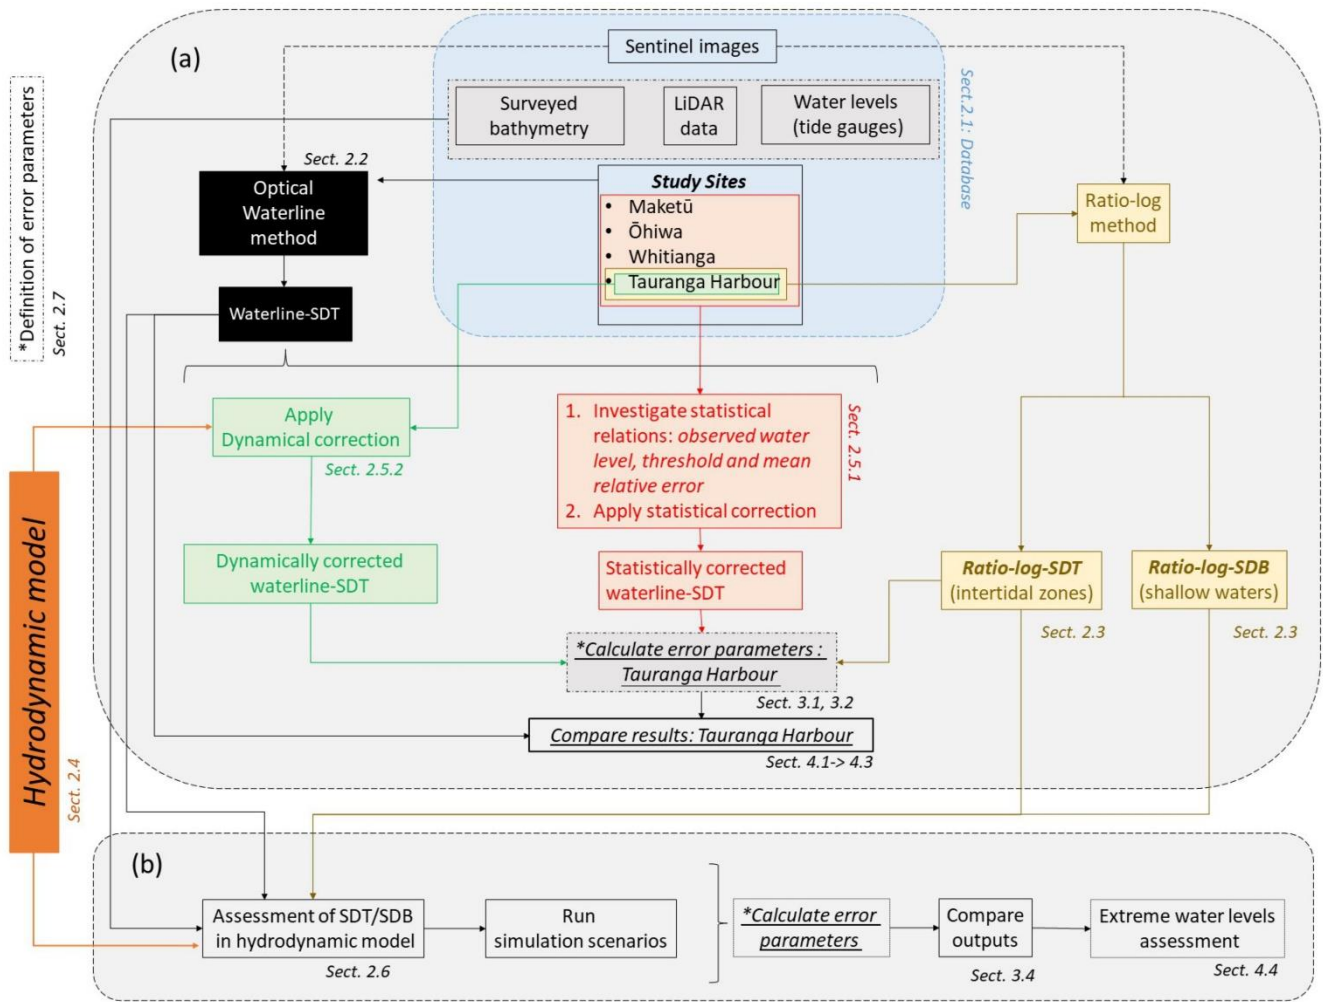 (a)
Sentinel images
Surveyed
bathymetry
LiDAR
data
Water levels
(tide gauges)
Sect.2.1: Database
*Definition of error parameters
Sect. 2.7
Sect. 2.2
Optical
Waterline
method
Study Sites
• Maketū
• Ōhiwa
• Whitianga
• Tauranga Harbour
Ratio-log
method
Waterline-SDT
Apply
Dynamical correction
Sect. 2.5.2
1. Investigate statistical
relations: observed water
level, threshold and mean
relative error
2. Apply statistical correction
Sect. 2.5.1
Dynamically corrected
waterline-SDT
Statistically corrected
waterline-SDT
Ratio-log-SDT
(intertidal zones)
Sect. 2.3
Ratio-log-SDB
(shallow waters)
Sect. 2.3
*Calculate error parameters :
Tauranga Harbour
Sect. 3.1, 3.2
Compare results: Tauranga Harbour
Sect. 4.1-> 4.3
Hydrodynamic model
Sect. 2.4
(b)
Assessment of SDT/SDB
in hydrodynamic model
Sect. 2.6
Run
simulation scenarios
*Calculate error
parameters
Compare
outputs
Sect. 3.4
Extreme water levels
assessment
Sect. 4.4